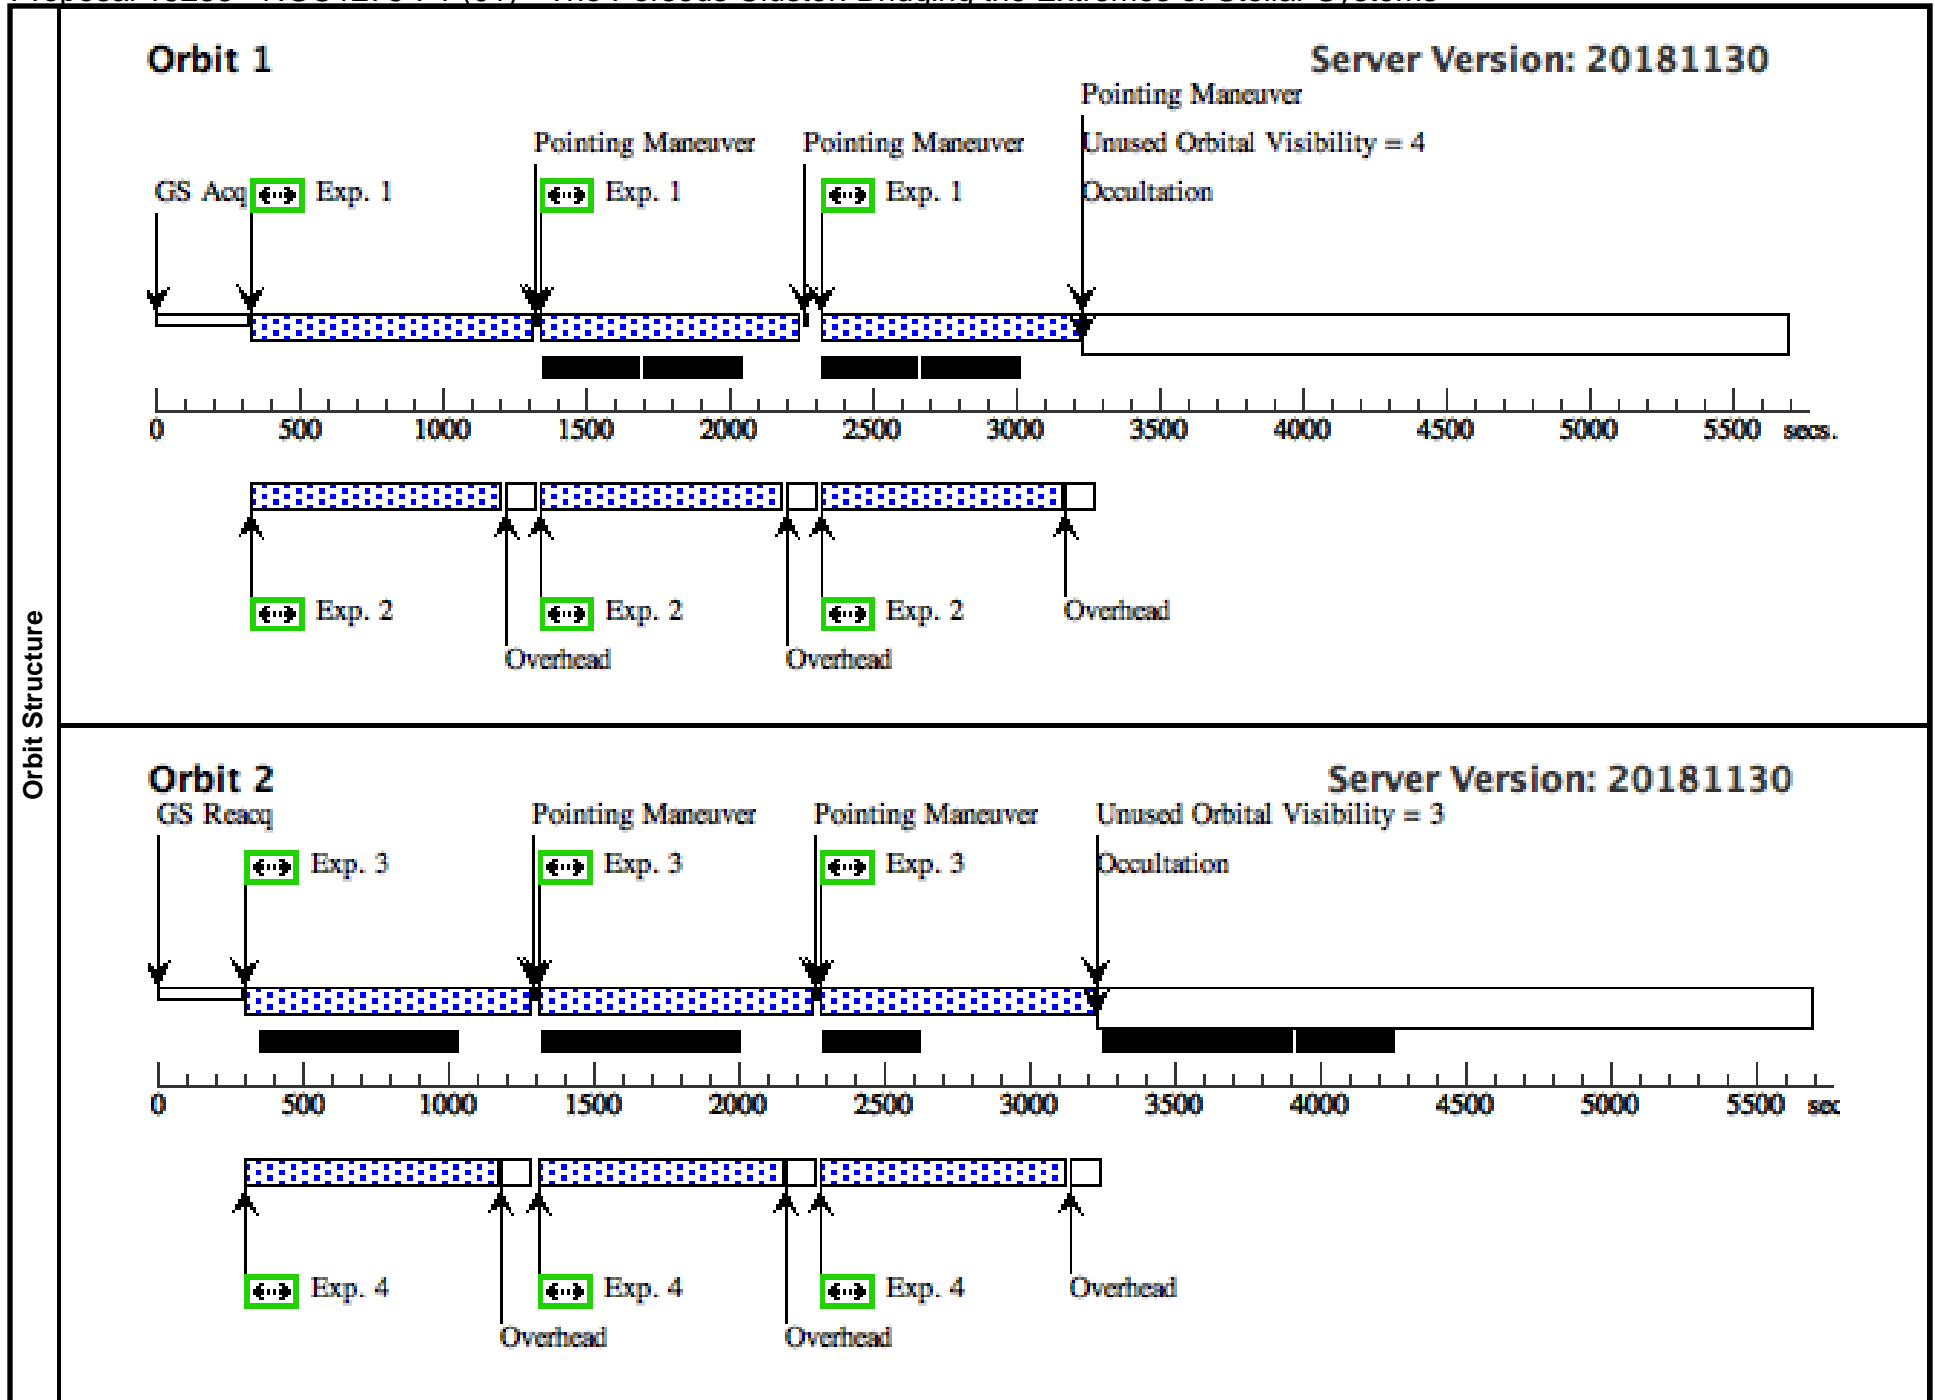 Orbit 1
Server Version: 20181130
Pointing Maneuver
Pointing Maneuver Pointing Maneuver Unused Orbital Visibility = 4
GS Acq Exp. 1 Exp. 1 Exp. 1 Occultation
0 500 1000 1500 2000 2500 3000 3500 4000 4500 5000 5500 secs.
Exp. 2 Exp. 2 Exp. 2 Overhead
Overhead Overhead
Orbit Structure
Orbit 2
Server Version: 20181130
GS Reacq Pointing Maneuver Pointing Maneuver Unused Orbital Visibility = 3
Exp. 3 Exp. 3 Exp. 3 Occultation
0 500 1000 1500 2000 2500 3000 3500 4000 4500 5000 5500 sec
Exp. 4 Exp. 4 Exp. 4 Overhead
Overhead Overhead